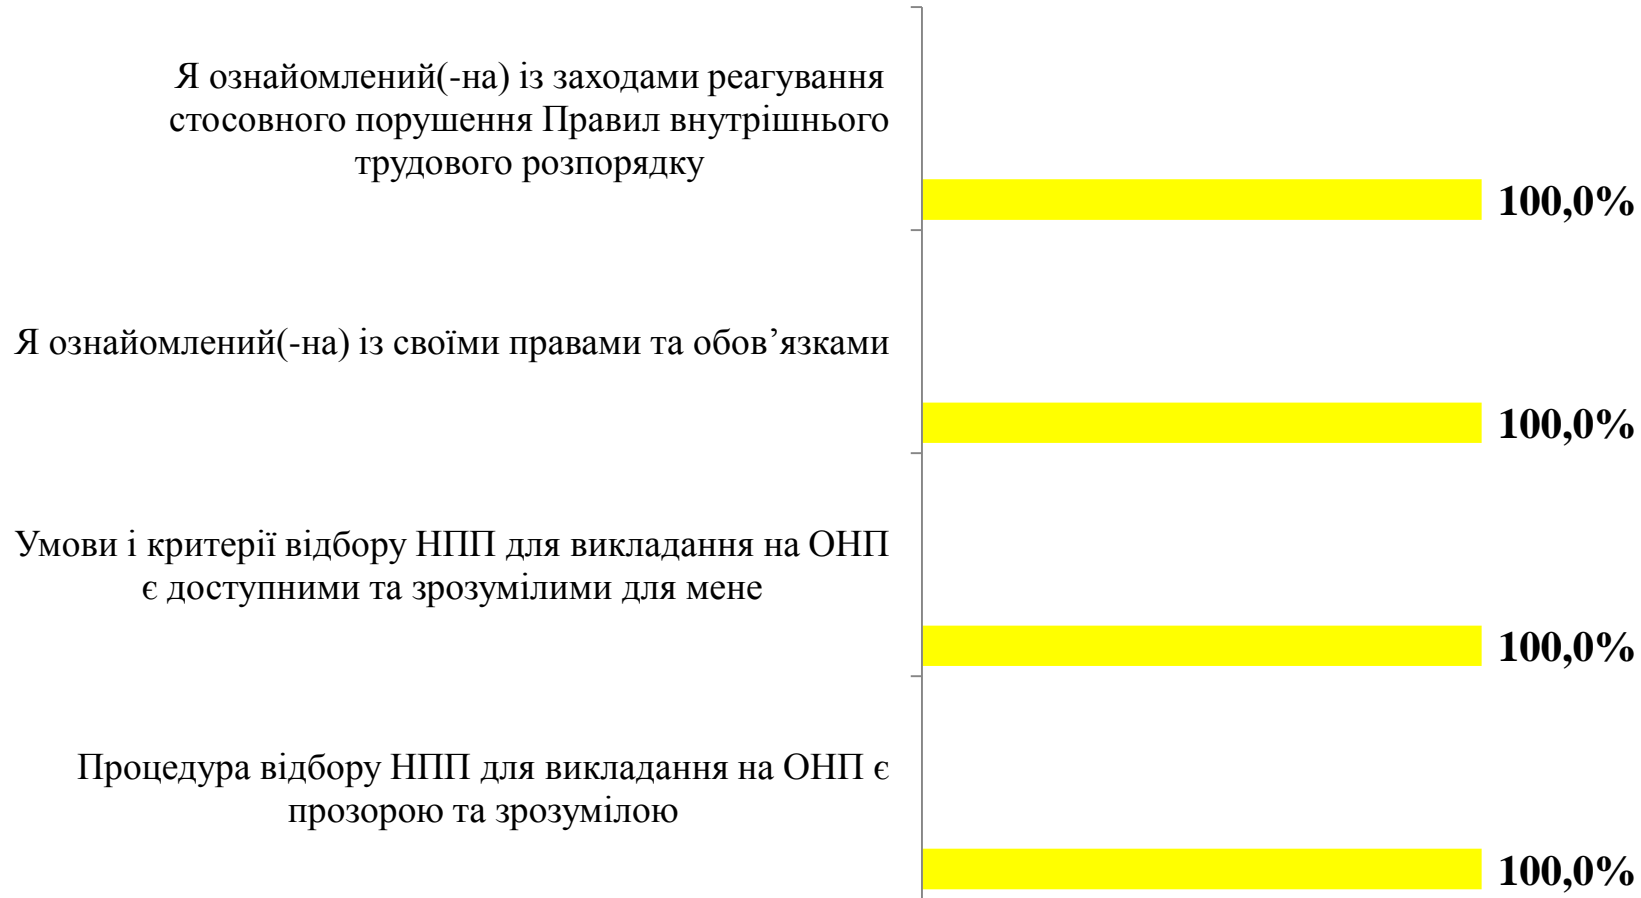 Я ознайомлений(-на) із заходами реагування
стосовного порушення Правил внутрішнього
трудового розпорядку
100,0%
Я ознайомлений(-на) із своїми правами та обов’язками
100,0%
Умови і критерії відбору НПП для викладання на ОНП
є доступними та зрозумілими для мене
100,0%
Процедура відбору НПП для викладання на ОНП є
прозорою та зрозумілою
100,0%